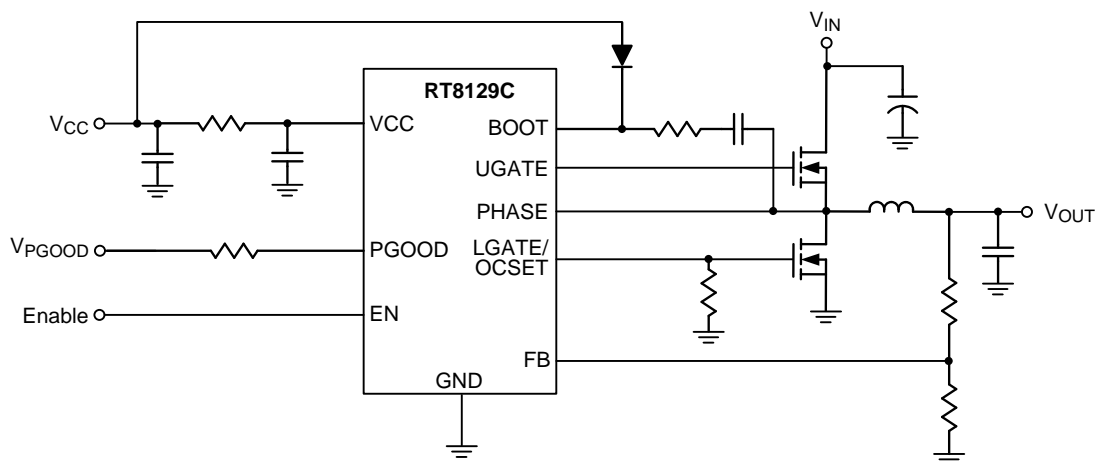 VIN
RT8129C
VCC
VCC
BOOT
UGATE
PHASE
VOUT
VPGOOD
PGOOD
LGATE/
OCSET
Enable
EN
FB
GND